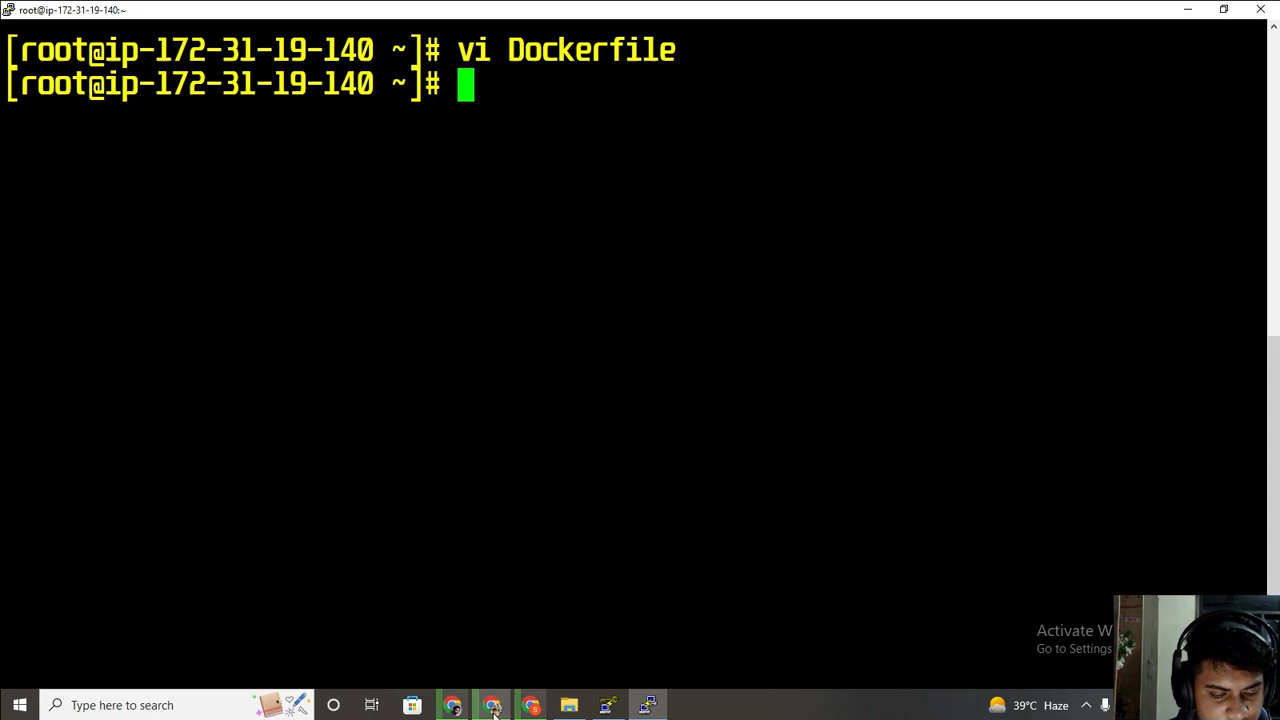 root@ip-172-31-19-140:~
[root@ip-172-31-19-140 ~]# vi Dockerfile
[root@ip-172-31-19-140 ~]#
Activate W
Go to Settings
Type here to search
39°C Haze